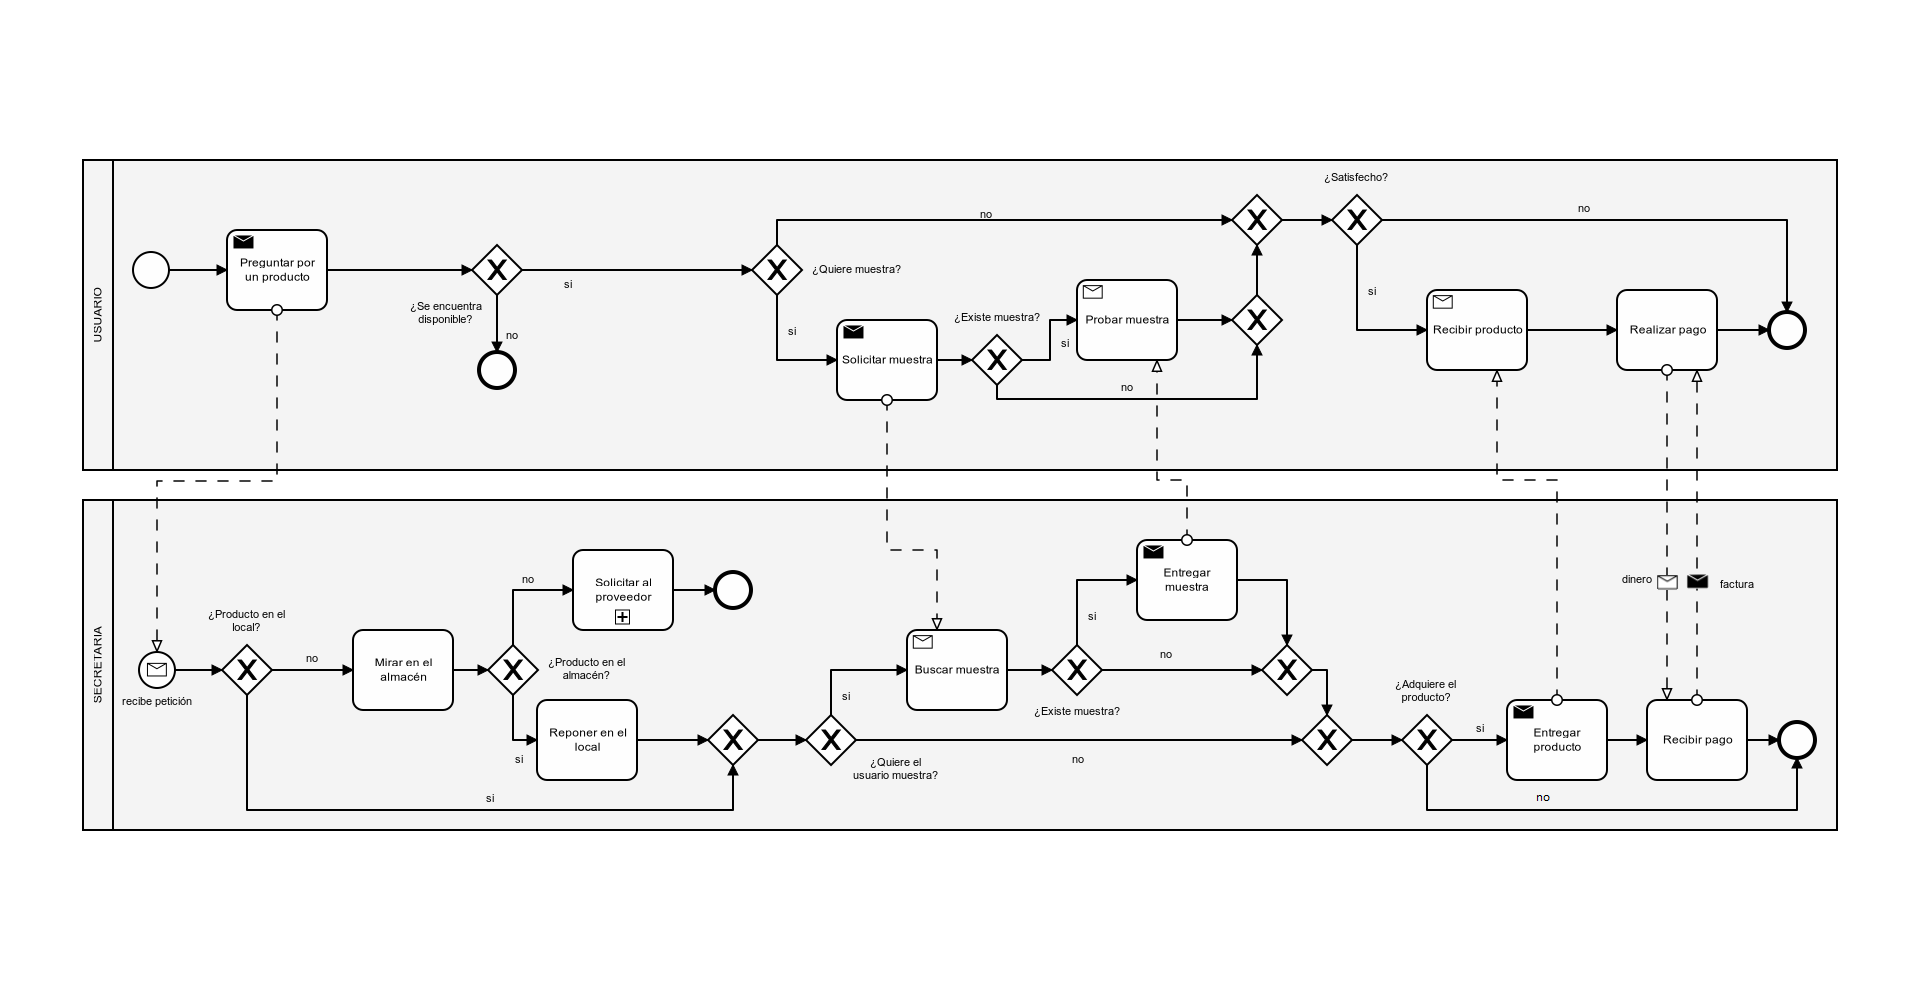 USUARIO
¿Satisfecho?
no
no
Preguntar por
un producto
¿Quiere muestra?
si
si
¿Se encuentra
disponible?
no
¿Existe muestra?
Probar muestra
si
Recibir producto
Realizar pago
si
si
Solicitar muestra
no
SECRETARIA
recibe petición
¿Producto en el
local?
no
Mirar en el
almacén
no
Solicitar al
proveedor
¿Producto en el
almacén?
si
Reponer en el
local
si
si
Buscar muestra
¿Quiere el
usuario muestra?
no
si
Entregar
muestra
no
¿Existe muestra?
¿Adquiere el
producto?
si
Entregar
producto
Recibir pago
no
dinero
factura